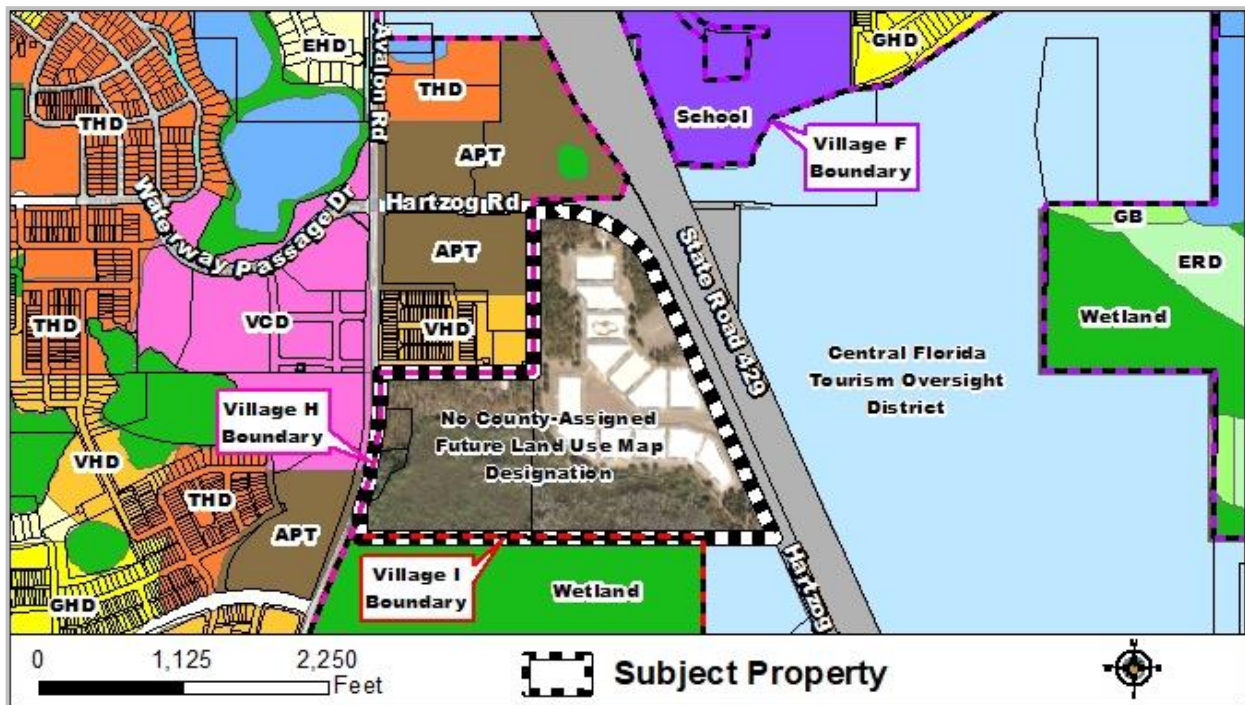 EHD
Avalon Rd
THD
School
GHD
Village F
Boundary
THD
APT
Hartzog Rd
Waterway Passage Dr
APT
State Road 429
GB
ERD
Wetland
THD
VCD
VHD
Central Florida
Tourism Oversight
District
Village H
Boundary
No County-Assigned
Future Land Use Map
Designation
VHD
THD
APT
Village I
Boundary
Wetland
Hartzog
GHD
0 1,125 2,250
Feet
Subject Property
N